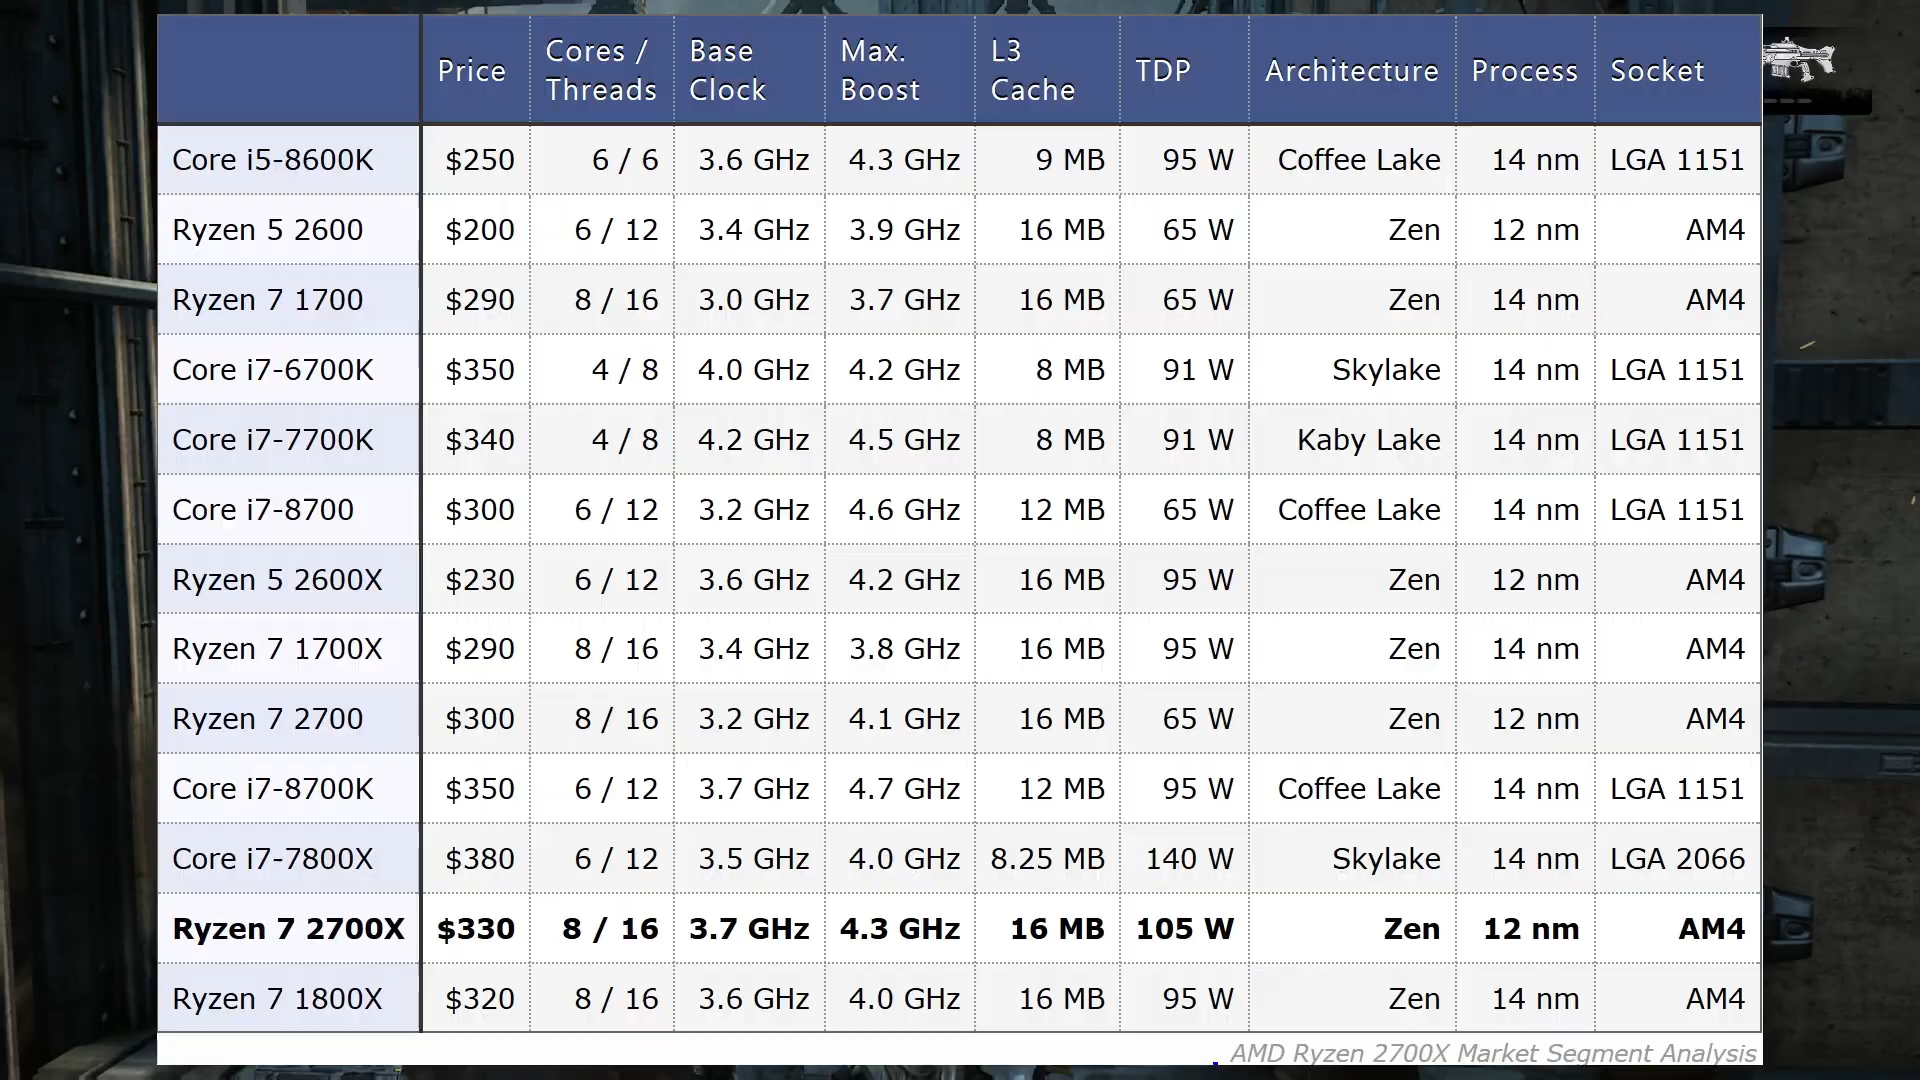 Price Cores / Threads Base Clock Max. Boost L3 Cache TDP Architecture Process Socket
Core i5-8600K $250 6 / 6 3.6 GHz 4.3 GHz 9 MB 95 W Coffee Lake 14 nm LGA 1151
Ryzen 5 2600 $200 6 / 12 3.4 GHz 3.9 GHz 16 MB 65 W Zen 12 nm AM4
Ryzen 7 1700 $290 8 / 16 3.0 GHz 3.7 GHz 16 MB 65 W Zen 14 nm AM4
Core i7-6700K $350 4 / 8 4.0 GHz 4.2 GHz 8 MB 91 W Skylake 14 nm LGA 1151
Core i7-7700K $340 4 / 8 4.2 GHz 4.5 GHz 8 MB 91 W Kaby Lake 14 nm LGA 1151
Core i7-8700 $300 6 / 12 3.2 GHz 4.6 GHz 12 MB 65 W Coffee Lake 14 nm LGA 1151
Ryzen 5 2600X $230 6 / 12 3.6 GHz 4.2 GHz 16 MB 95 W Zen 12 nm AM4
Ryzen 7 1700X $290 8 / 16 3.4 GHz 3.8 GHz 16 MB 95 W Zen 14 nm AM4
Ryzen 7 2700 $300 8 / 16 3.2 GHz 4.1 GHz 16 MB 65 W Zen 12 nm AM4
Core i7-8700K $350 6 / 12 3.7 GHz 4.7 GHz 12 MB 95 W Coffee Lake 14 nm LGA 1151
Core i7-7800X $380 6 / 12 3.5 GHz 4.0 GHz 8.25 MB 140 W Skylake 14 nm LGA 2066
Ryzen 7 2700X $330 8 / 16 3.7 GHz 4.3 GHz 16 MB 105 W Zen 12 nm AM4
Ryzen 7 1800X $320 8 / 16 3.6 GHz 4.0 GHz 16 MB 95 W Zen 14 nm AM4
AMD Ryzen 2700X Market Segment Analysis